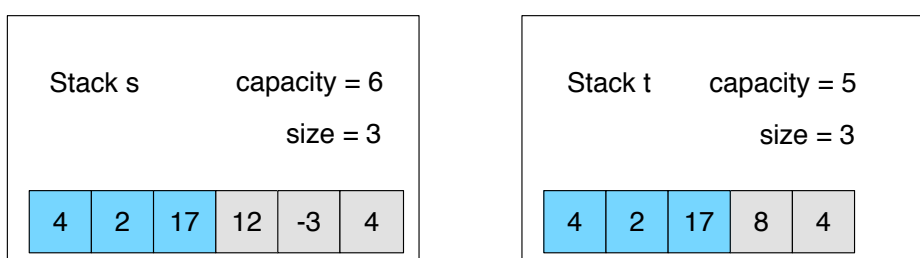 Stack s capacity = 6
size = 3
4 2 17 12 -3 4
Stack t capacity = 5
size = 3
4 2 17 8 4